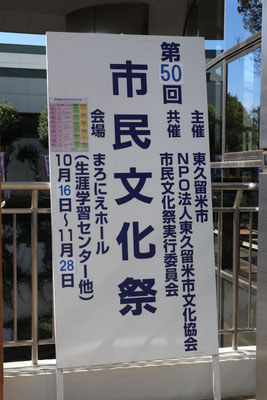 第50回
市民文化祭
主催 東久留米市
NPO法人東久留米市文化協会
共催 市民文化祭実行委員会
会場 まろにえホール
(生涯学習センター他)
10月16日〜11月28日